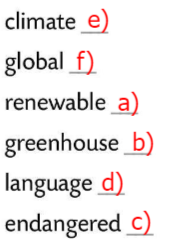 climate e)
global f)
renewable a)
greenhouse b)
language d)
endangered c)